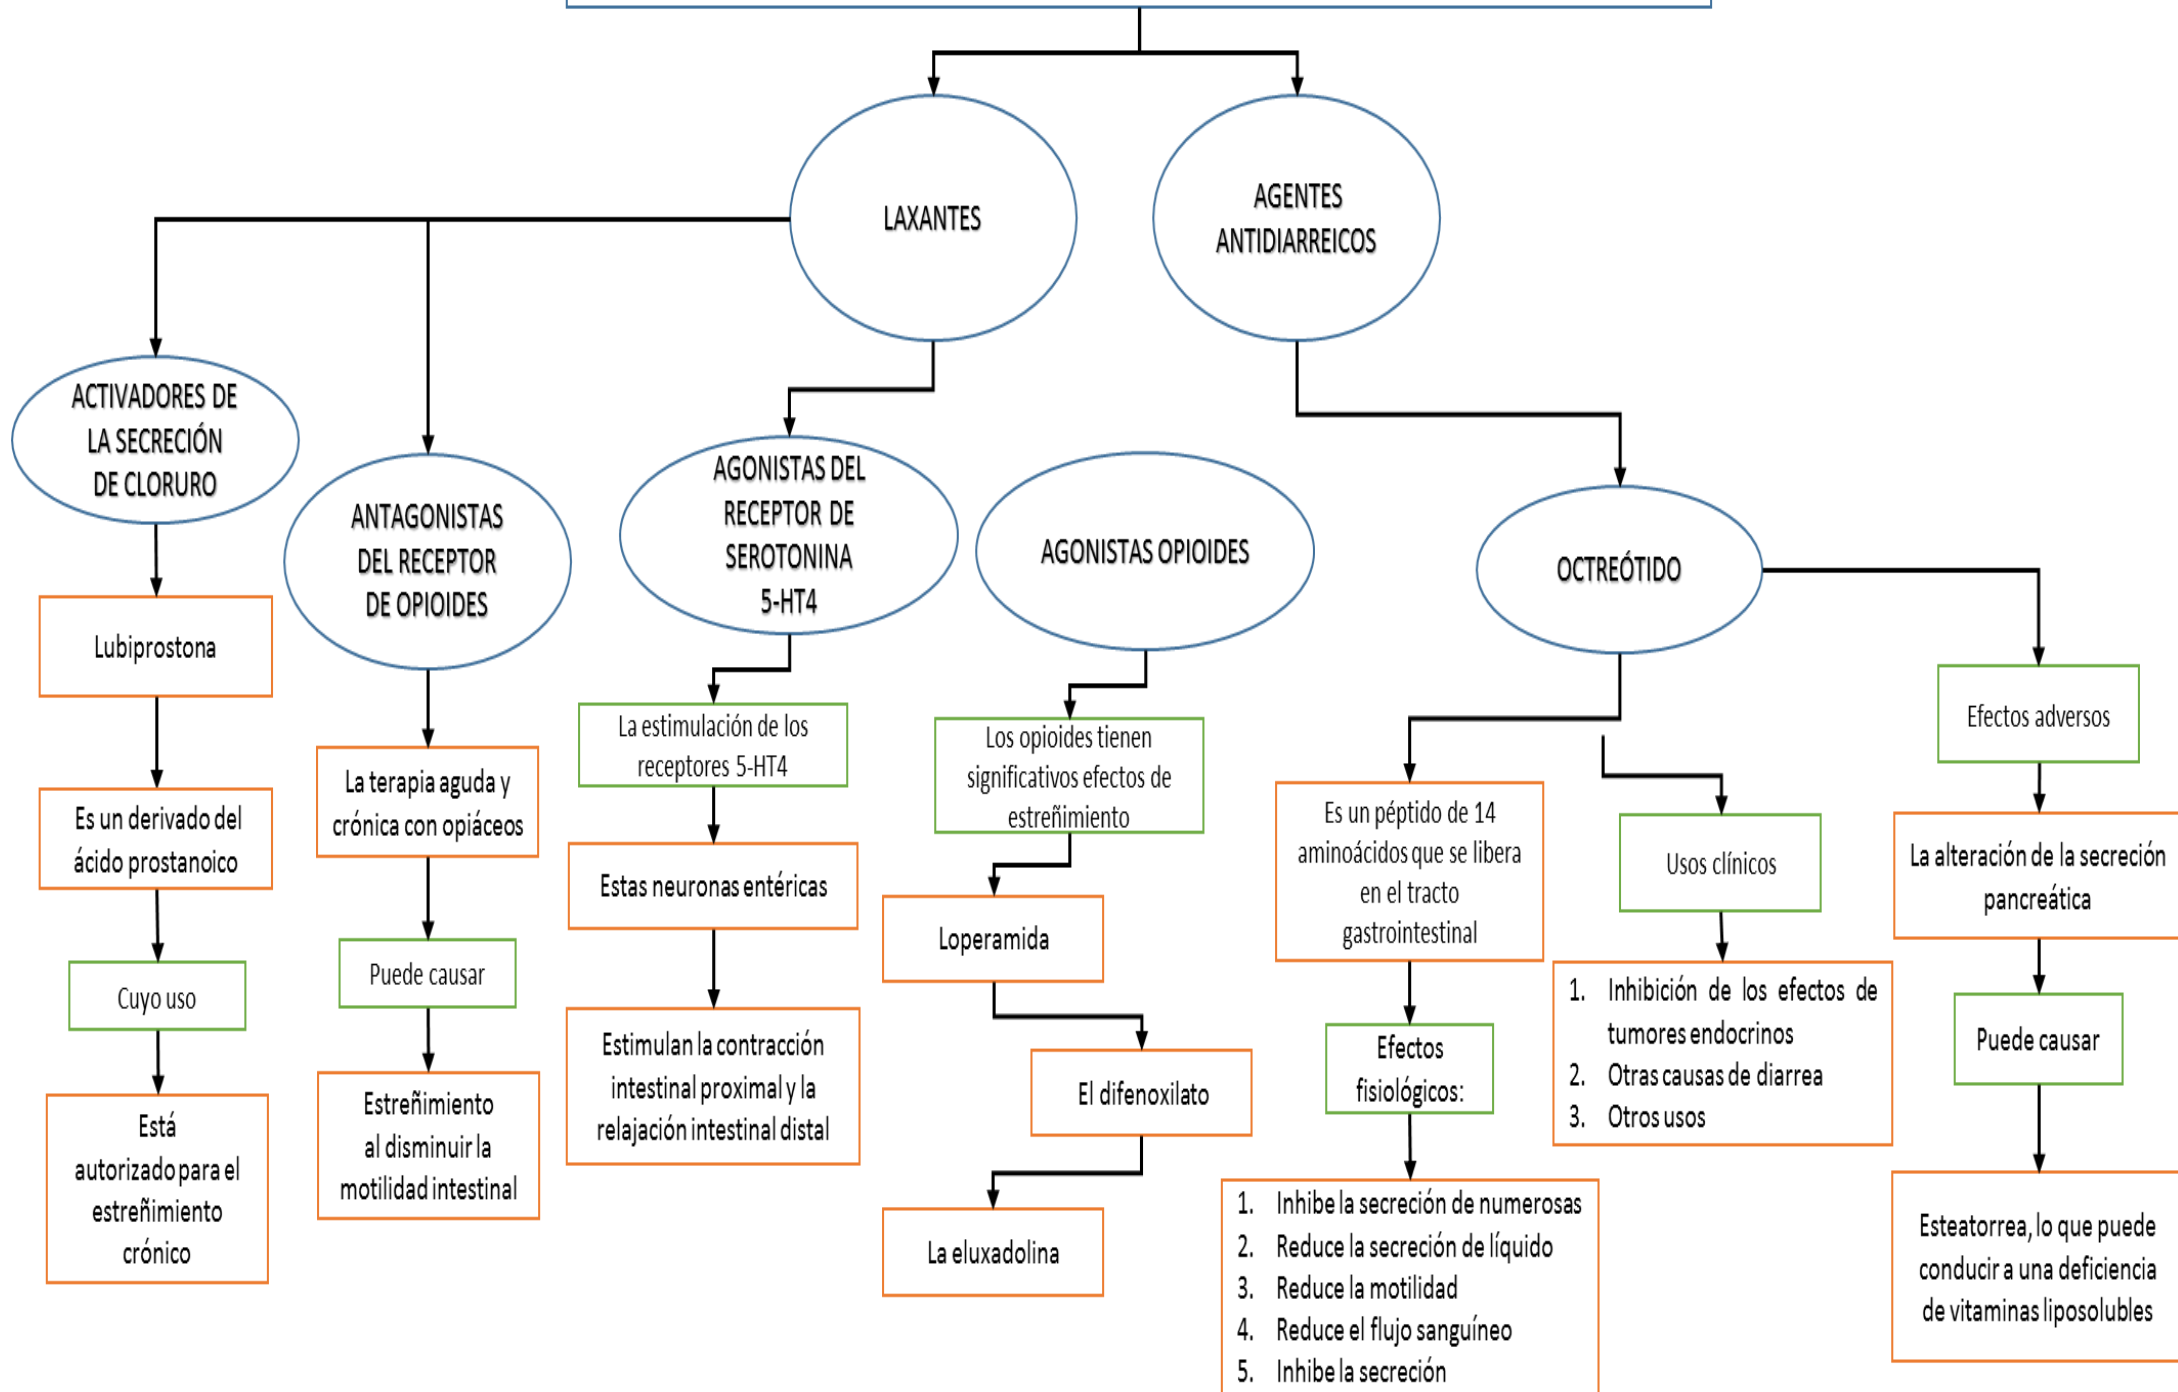 LAXANTES
AGENTES
ANTIDIARREICOS
ACTIVADORES DE
LA SECRECIÓN
DE CLORURO
ANTAGONISTAS
DEL RECEPTOR
DE OPIOIDES
AGONISTAS DEL
RECEPTOR DE
SEROTONINA
5-HT4
AGONISTAS OPIOIDES
OCTREÓTIDO
Lubiprostona
Es un derivado del
ácido prostanoico
Cuyo uso
Está
autorizado para el
estreñimiento
crónico
La terapia aguda y
crónica con opiáceos
Puede causar
Estreñimiento
al disminuir la
motilidad intestinal
La estimulación de los
receptores 5-HT4
Estas neuronas entéricas
Estimulan la contracción
intestinal proximal y la
relajación intestinal distal
Los opioides tienen
significativos efectos de
estreñimiento
Loperamida
El difenoxilato
La eluxadolina
Es un péptido de 14
aminoácidos que se libera
en el tracto
gastrointestinal
Efectos
fisiológicos:
1. Inhibe la secreción de numerosas
2. Reduce la secreción de líquido
3. Reduce la motilidad
4. Reduce el flujo sanguíneo
5. Inhibe la secreción
Usos clínicos
1. Inhibición de los efectos de
tumores endocrinos
2. Otras causas de diarrea
3. Otros usos
Efectos adversos
La alteración de la secreción
pancreática
Puede causar
Esteatorrea, lo que puede
conducir a una deficiencia
de vitaminas liposolubles